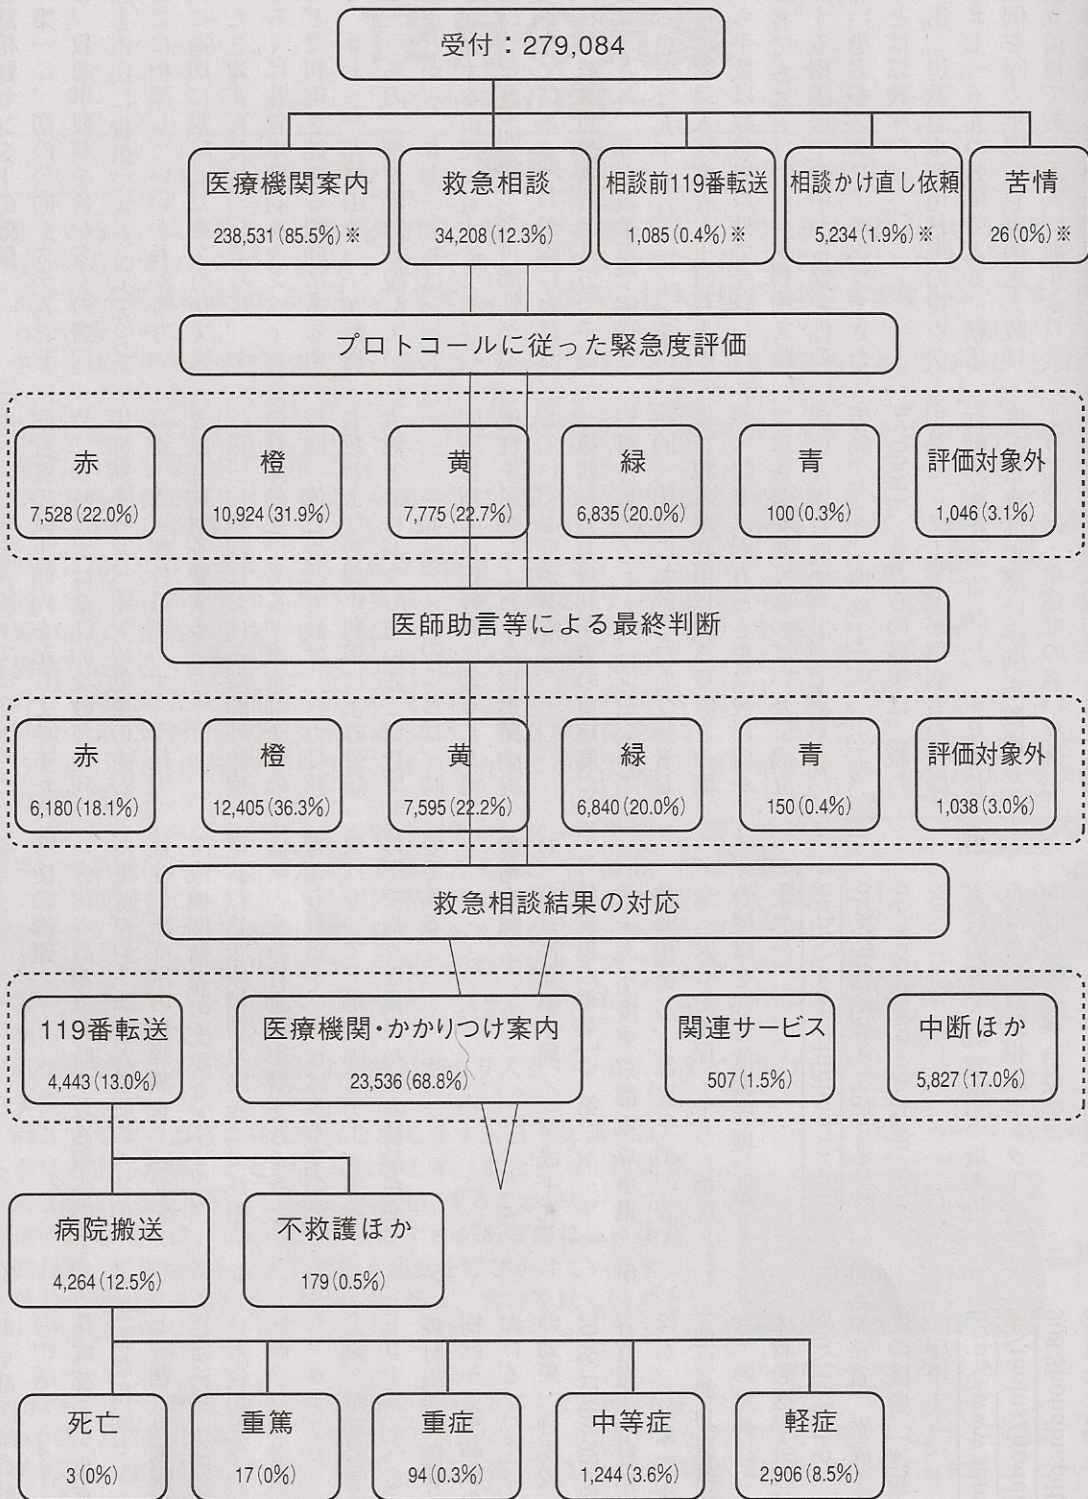 受付：279,084
医療機関案内
238,531(85.5%)※
救急相談
34,208(12.3%)
相談前119番転送
1,085(0.4%)※
相談かけ直し依頼
5,234(1.9%)※
苦情
26(0%)※
プロトコールに従った緊急度評価
赤
7,528(22.0%)
橙
10,924(31.9%)
黄
7,775(22.7%)
緑
6,835(20.0%)
青
100(0.3%)
評価対象外
1,046(3.1%)
医師助言等による最終判断
赤
6,180(18.1%)
橙
12,405(36.3%)
黄
7,595(22.2%)
緑
6,840(20.0%)
青
150(0.4%)
評価対象外
1,038(3.0%)
救急相談結果の対応
119番転送
4,443(13.0%)
医療機関・かかりつけ案内
23,536(68.8%)
関連サービス
507(1.5%)
中断ほか
5,827(17.0%)
病院搬送
4,264(12.5%)
不救護ほか
179(0.5%)
死亡
3(0%)
重篤
17(0%)
重症
94(0.3%)
中等症
1,244(3.6%)
軽症
2,906(8.5%)